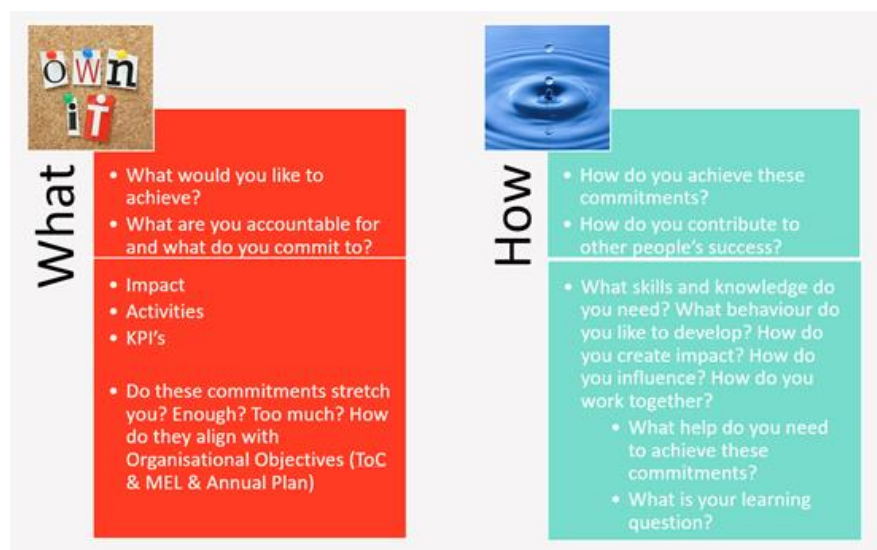 OWN
iT
What
• What would you like to
achieve?
• What are you accountable for
and what do you commit to?
• Impact
• Activities
• KPI's
• Do these commitments stretch
you? Enough? Too much? How
do they align with
Organisational Objectives (ToC
& MEL & Annual Plan)
How
• How do you achieve these
commitments?
• How do you contribute to
other people's success?
• What skills and knowledge do
you need? What behaviour do
you like to develop? How do
you create impact? How do
you influence? How do you
work together?
• What help do you need
to achieve these
commitments?
• What is your learning
question?